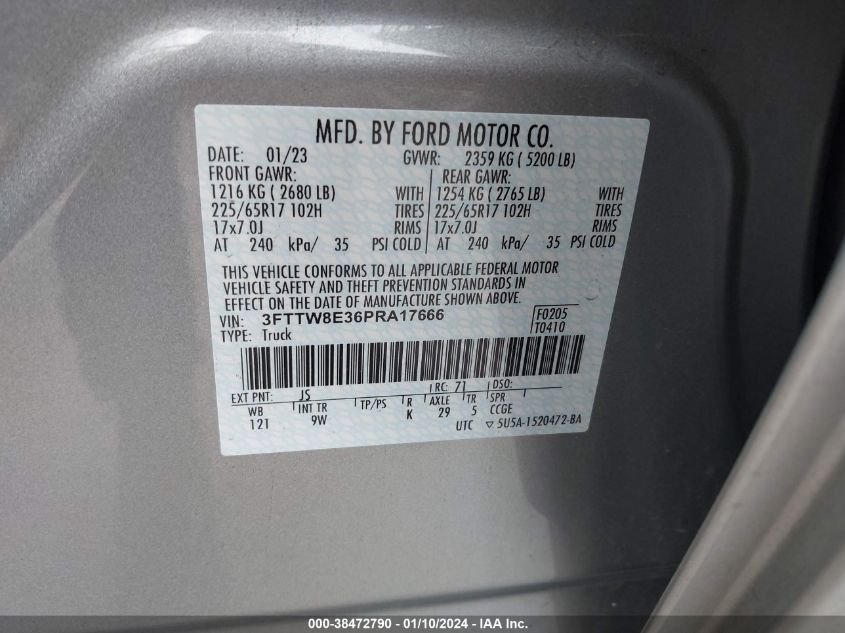 MFD. BY FORD MOTOR CO.
DATE: 01/23 GVWR: 2359 KG ( 5200 LB)
FRONT GAWR: REAR GAWR:
1216 KG ( 2680 LB) WITH 1254 KG ( 2765 LB) WITH
225/65R17 102H TIRES 225/65R17 102H TIRES
17x7.0J RIMS 17x7.0J RIMS
AT 240 kPa/ 35 PSI COLD AT 240 kPa/ 35 PSI COLD
THIS VEHICLE CONFORMS TO ALL APPLICABLE FEDERAL MOTOR
VEHICLE SAFETY AND THEFT PREVENTION STANDARDS IN
EFFECT ON THE DATE OF MANUFACTURE SHOWN ABOVE.
VIN: 3FTTW8E36PRA17666 F0205
TYPE: Truck T0410
EXT PNT: JS RC: 71 DSO:
WB INT TR TP/PS R AXLE TR SPR
121 9W K 29 5 CCGE
UTC ▽ 5U5A-1520472-BA
000-38472790 - 01/10/2024 - IAA Inc.